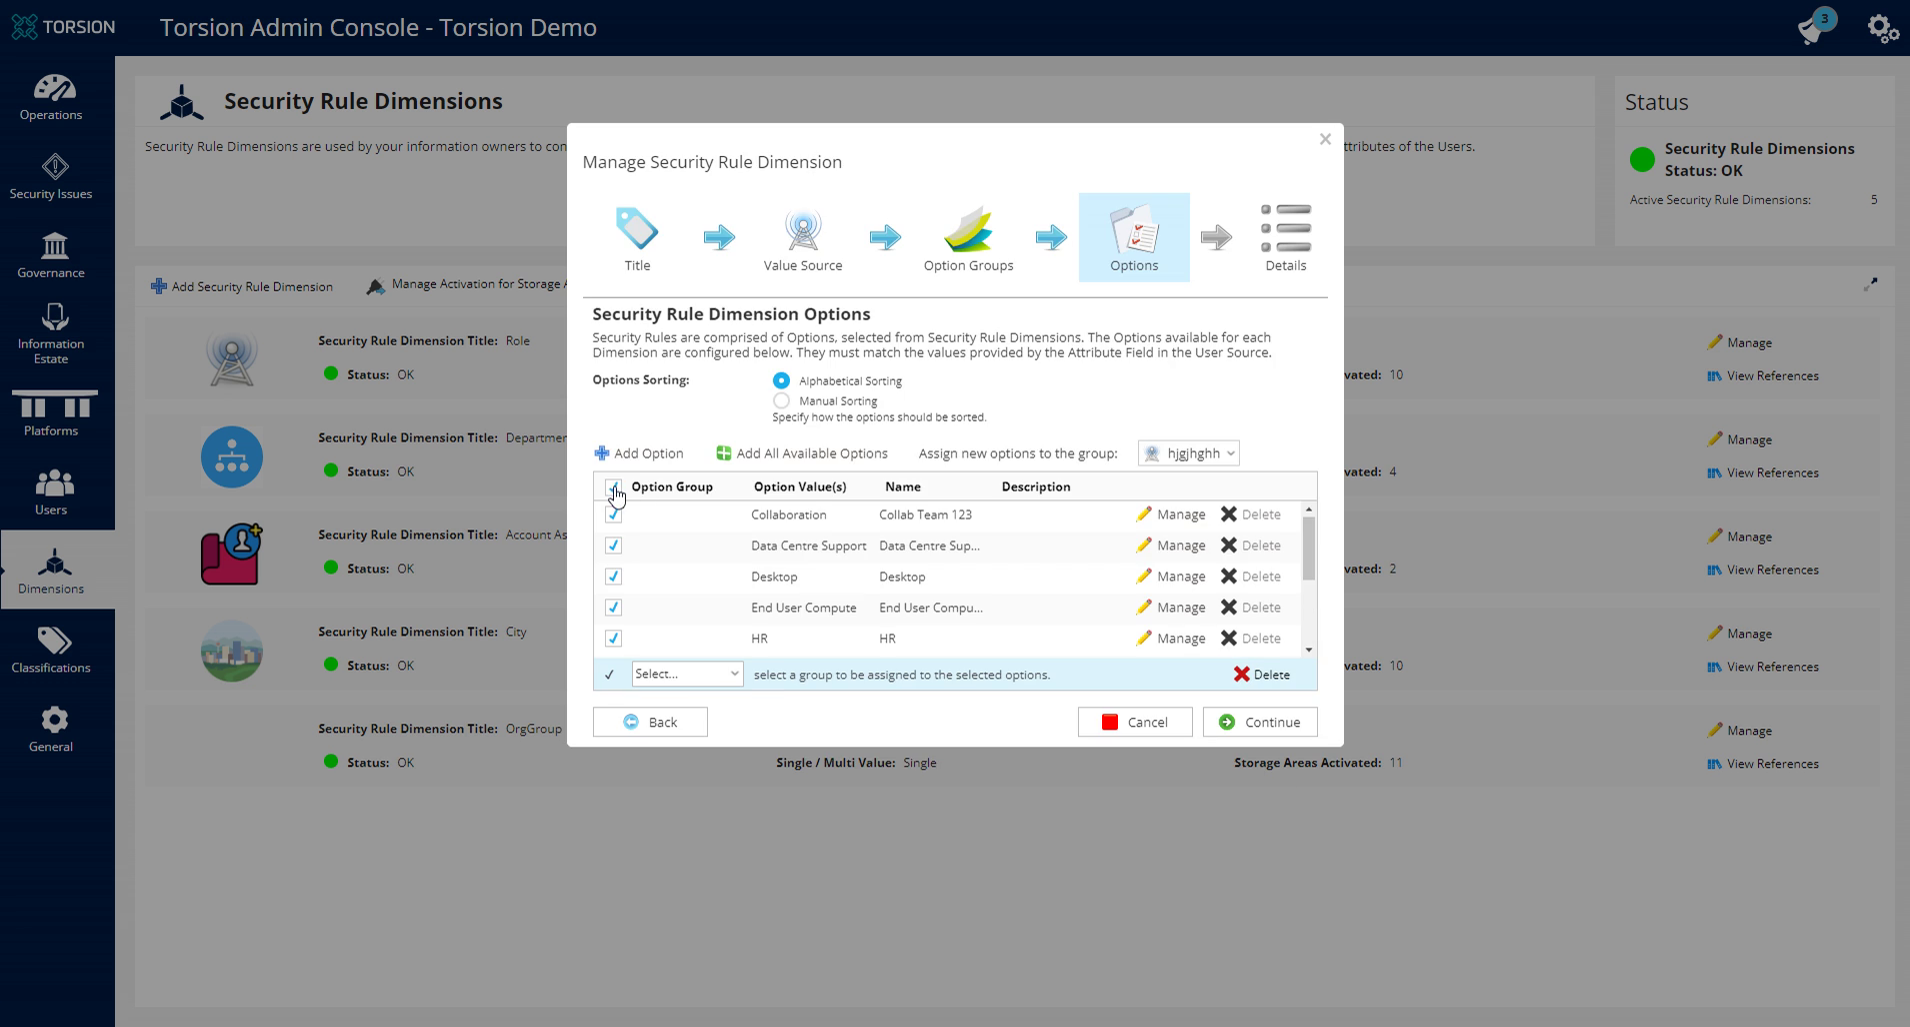 TORSION
Torsion Admin Console - Torsion Demo
3
Operations
Security Issues
Governance
Information
Estate
Platforms
Users
Dimensions
Classifications
General
Security Rule Dimensions
Security Rule Dimensions are used by your information owners to con
ttributes of the Users.
Status
Security Rule Dimensions
Status: OK
Active Security Rule Dimensions: 5
Add Security Rule Dimension
Manage Activation for Storage A
Security Rule Dimension Title: Role
Status: OK
vated: 10
Manage
View References
Security Rule Dimension Title: Departmen
Status: OK
vated: 4
Manage
View References
Security Rule Dimension Title: Account As
Status: OK
vated: 2
Manage
View References
Security Rule Dimension Title: City
Status: OK
vated: 10
Manage
View References
Security Rule Dimension Title: OrgGroup
Status: OK
Single / Multi Value: Single
Storage Areas Activated: 11
Manage
View References
Manage Security Rule Dimension
Title
Value Source
Option Groups
Options
Details
Security Rule Dimension Options
Security Rules are comprised of Options, selected from Security Rule Dimensions. The Options available for each
Dimension are configured below. They must match the values provided by the Attribute Field in the User Source.
Options Sorting:
Alphabetical Sorting
Manual Sorting
Specify how the options should be sorted.
Add Option
Add All Available Options
Assign new options to the group:
hjgjhghh
Option Group Option Value(s) Name Description
Collaboration Collab Team 123 Manage Delete
Data Centre Support Data Centre Sup... Manage Delete
Desktop Desktop Manage Delete
End User Compute End User Compu... Manage Delete
HR HR Manage Delete
Select... select a group to be assigned to the selected options. Delete
Back
Cancel
Continue